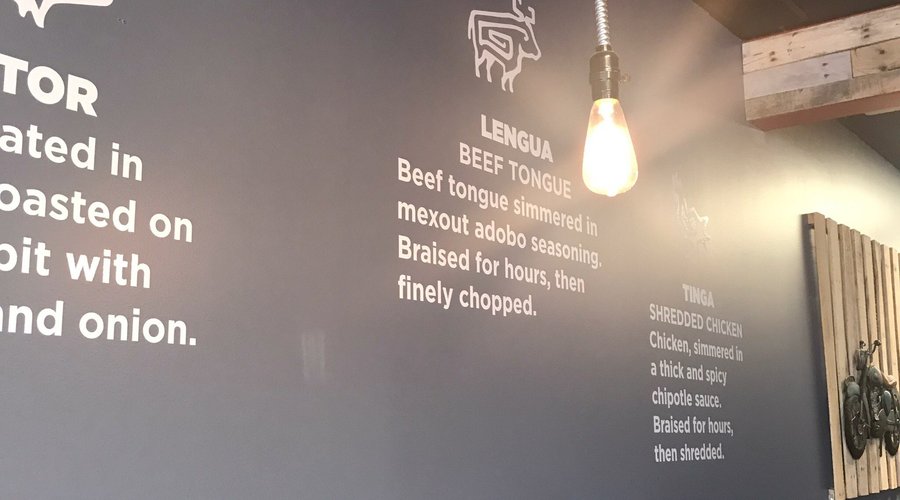 TOR
ated in
oasted on
pit with
and onion.
LENGUA
BEEF TONGUE
Beef tongue simmered in
mexout adobo seasoning.
Braised for hours, then
finely chopped.
TINGA
SHREDDED CHICKEN
Chicken, simmered in
a thick and spicy
chipotle sauce.
Braised for hours,
then shredded.